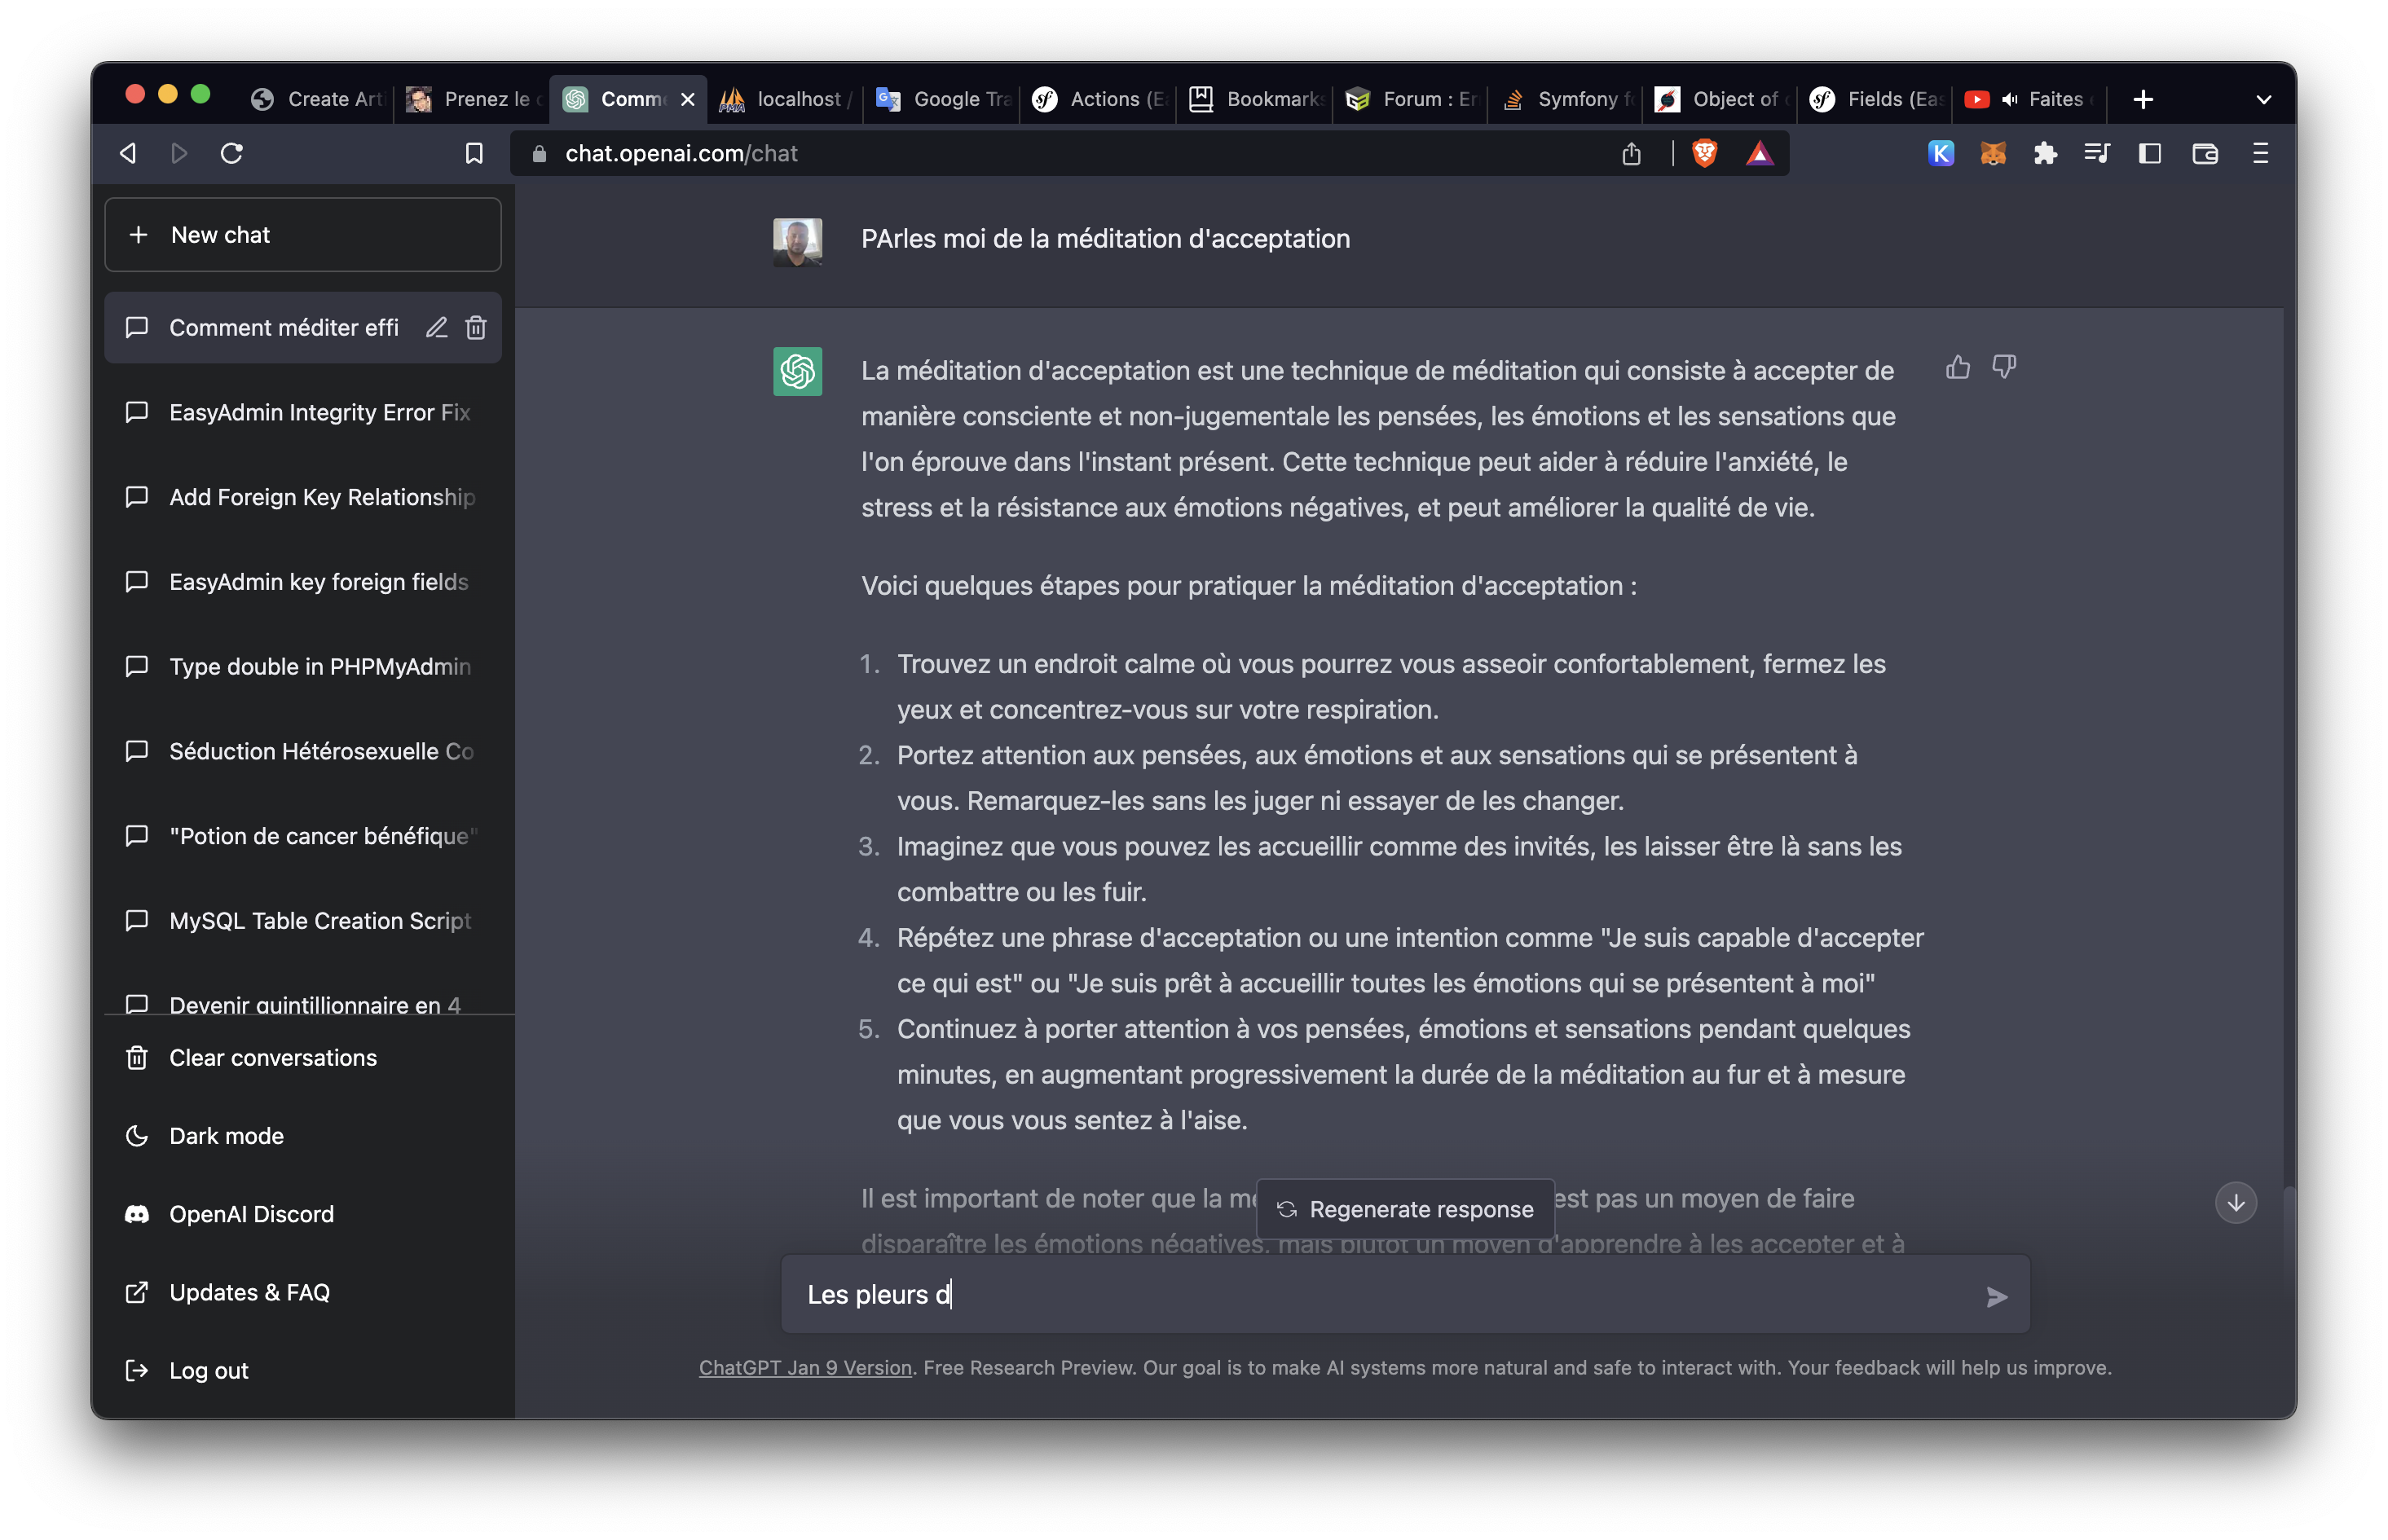 Create Art
Prenez le c
Comme
localhost /
Google Tra
Actions (Ea
Bookmarks
Forum : Er
Symfony f
Object of c
Fields (Eas
Faites
chat.openai.com/chat
New chat
Comment méditer effi
EasyAdmin Integrity Error Fix
Add Foreign Key Relationship
EasyAdmin key foreign fields
Type double in PHPMyAdmin
Séduction Hétérosexuelle Co
"Potion de cancer bénéfique"
MySQL Table Creation Script
Devenir quintillionnaire en 4
Clear conversations
Dark mode
OpenAI Discord
Updates & FAQ
Log out
PArles moi de la méditation d'acceptation
La méditation d'acceptation est une technique de méditation qui consiste à accepter de
manière consciente et non-jugementale les pensées, les émotions et les sensations que
l'on éprouve dans l'instant présent. Cette technique peut aider à réduire l'anxiété, le
stress et la résistance aux émotions négatives, et peut améliorer la qualité de vie.
Voici quelques étapes pour pratiquer la méditation d'acceptation :
1. Trouvez un endroit calme où vous pourrez vous asseoir confortablement, fermez les
yeux et concentrez-vous sur votre respiration.
2. Portez attention aux pensées, aux émotions et aux sensations qui se présentent à
vous. Remarquez-les sans les juger ni essayer de les changer.
3. Imaginez que vous pouvez les accueillir comme des invités, les laisser être là sans les
combattre ou les fuir.
4. Répétez une phrase d'acceptation ou une intention comme "Je suis capable d'accepter
ce qui est" ou "Je suis prêt à accueillir toutes les émotions qui se présentent à moi"
5. Continuez à porter attention à vos pensées, émotions et sensations pendant quelques
minutes, en augmentant progressivement la durée de la méditation au fur et à mesure
que vous vous sentez à l'aise.
Il est important de noter que la mé est pas un moyen de faire
Regenerate response
disparaître les émotions négatives, mais plutôt un moyen d'apprendre à les accepter et à
Les pleurs d
ChatGPT Jan 9 Version. Free Research Preview. Our goal is to make AI systems more natural and safe to interact with. Your feedback will help us improve.